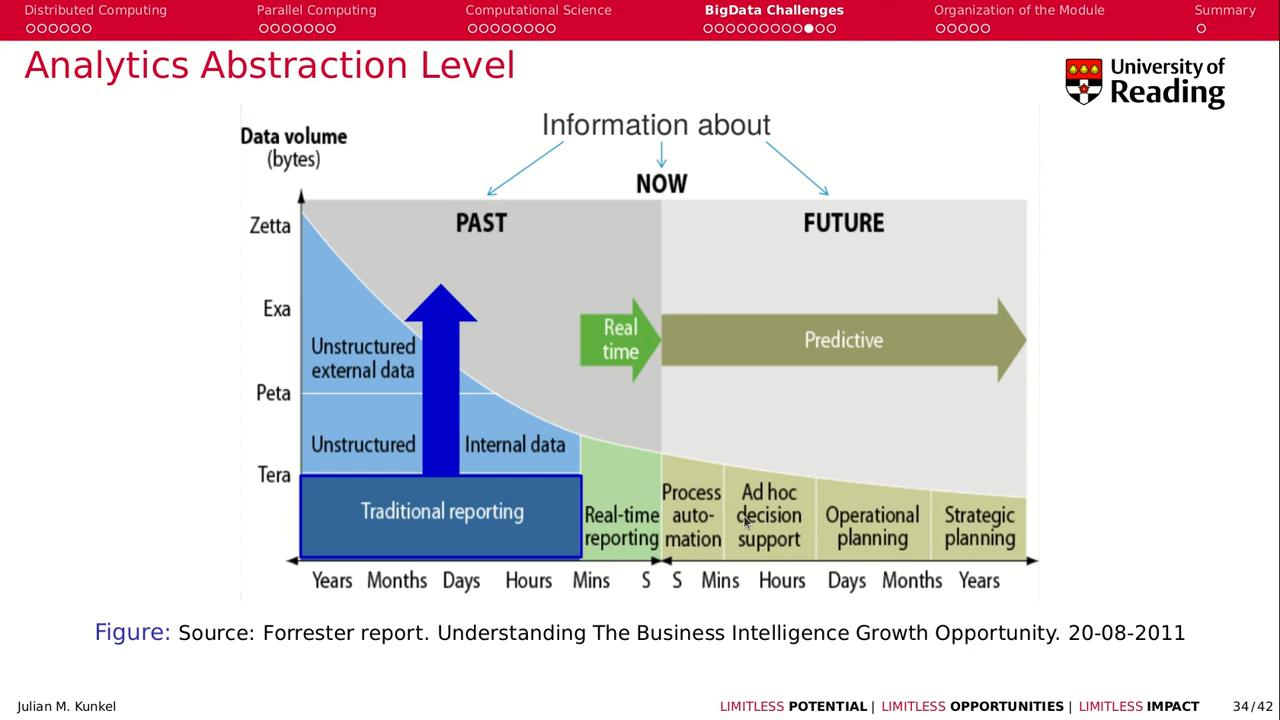 Distributed Computing
Parallel Computing
Computational Science
BigData Challenges
Organization of the Module
Summary
Analytics Abstraction Level
University of
Reading
Information about
Data volume
(bytes)
NOW
PAST
FUTURE
Zetta
Exa
Peta
Tera
Real
time
Predictive
Unstructured
external data
Unstructured
Internal data
Traditional reporting
Real-time
reporting
Process
auto-
mation
Ad hoc
decision
support
Operational
planning
Strategic
planning
Years Months Days Hours Mins S S Mins Hours Days Months Years
Figure: Source: Forrester report. Understanding The Business Intelligence Growth Opportunity. 20-08-2011
Julian M. Kunkel
LIMITLESS POTENTIAL | LIMITLESS OPPORTUNITIES | LIMITLESS IMPACT
34/42